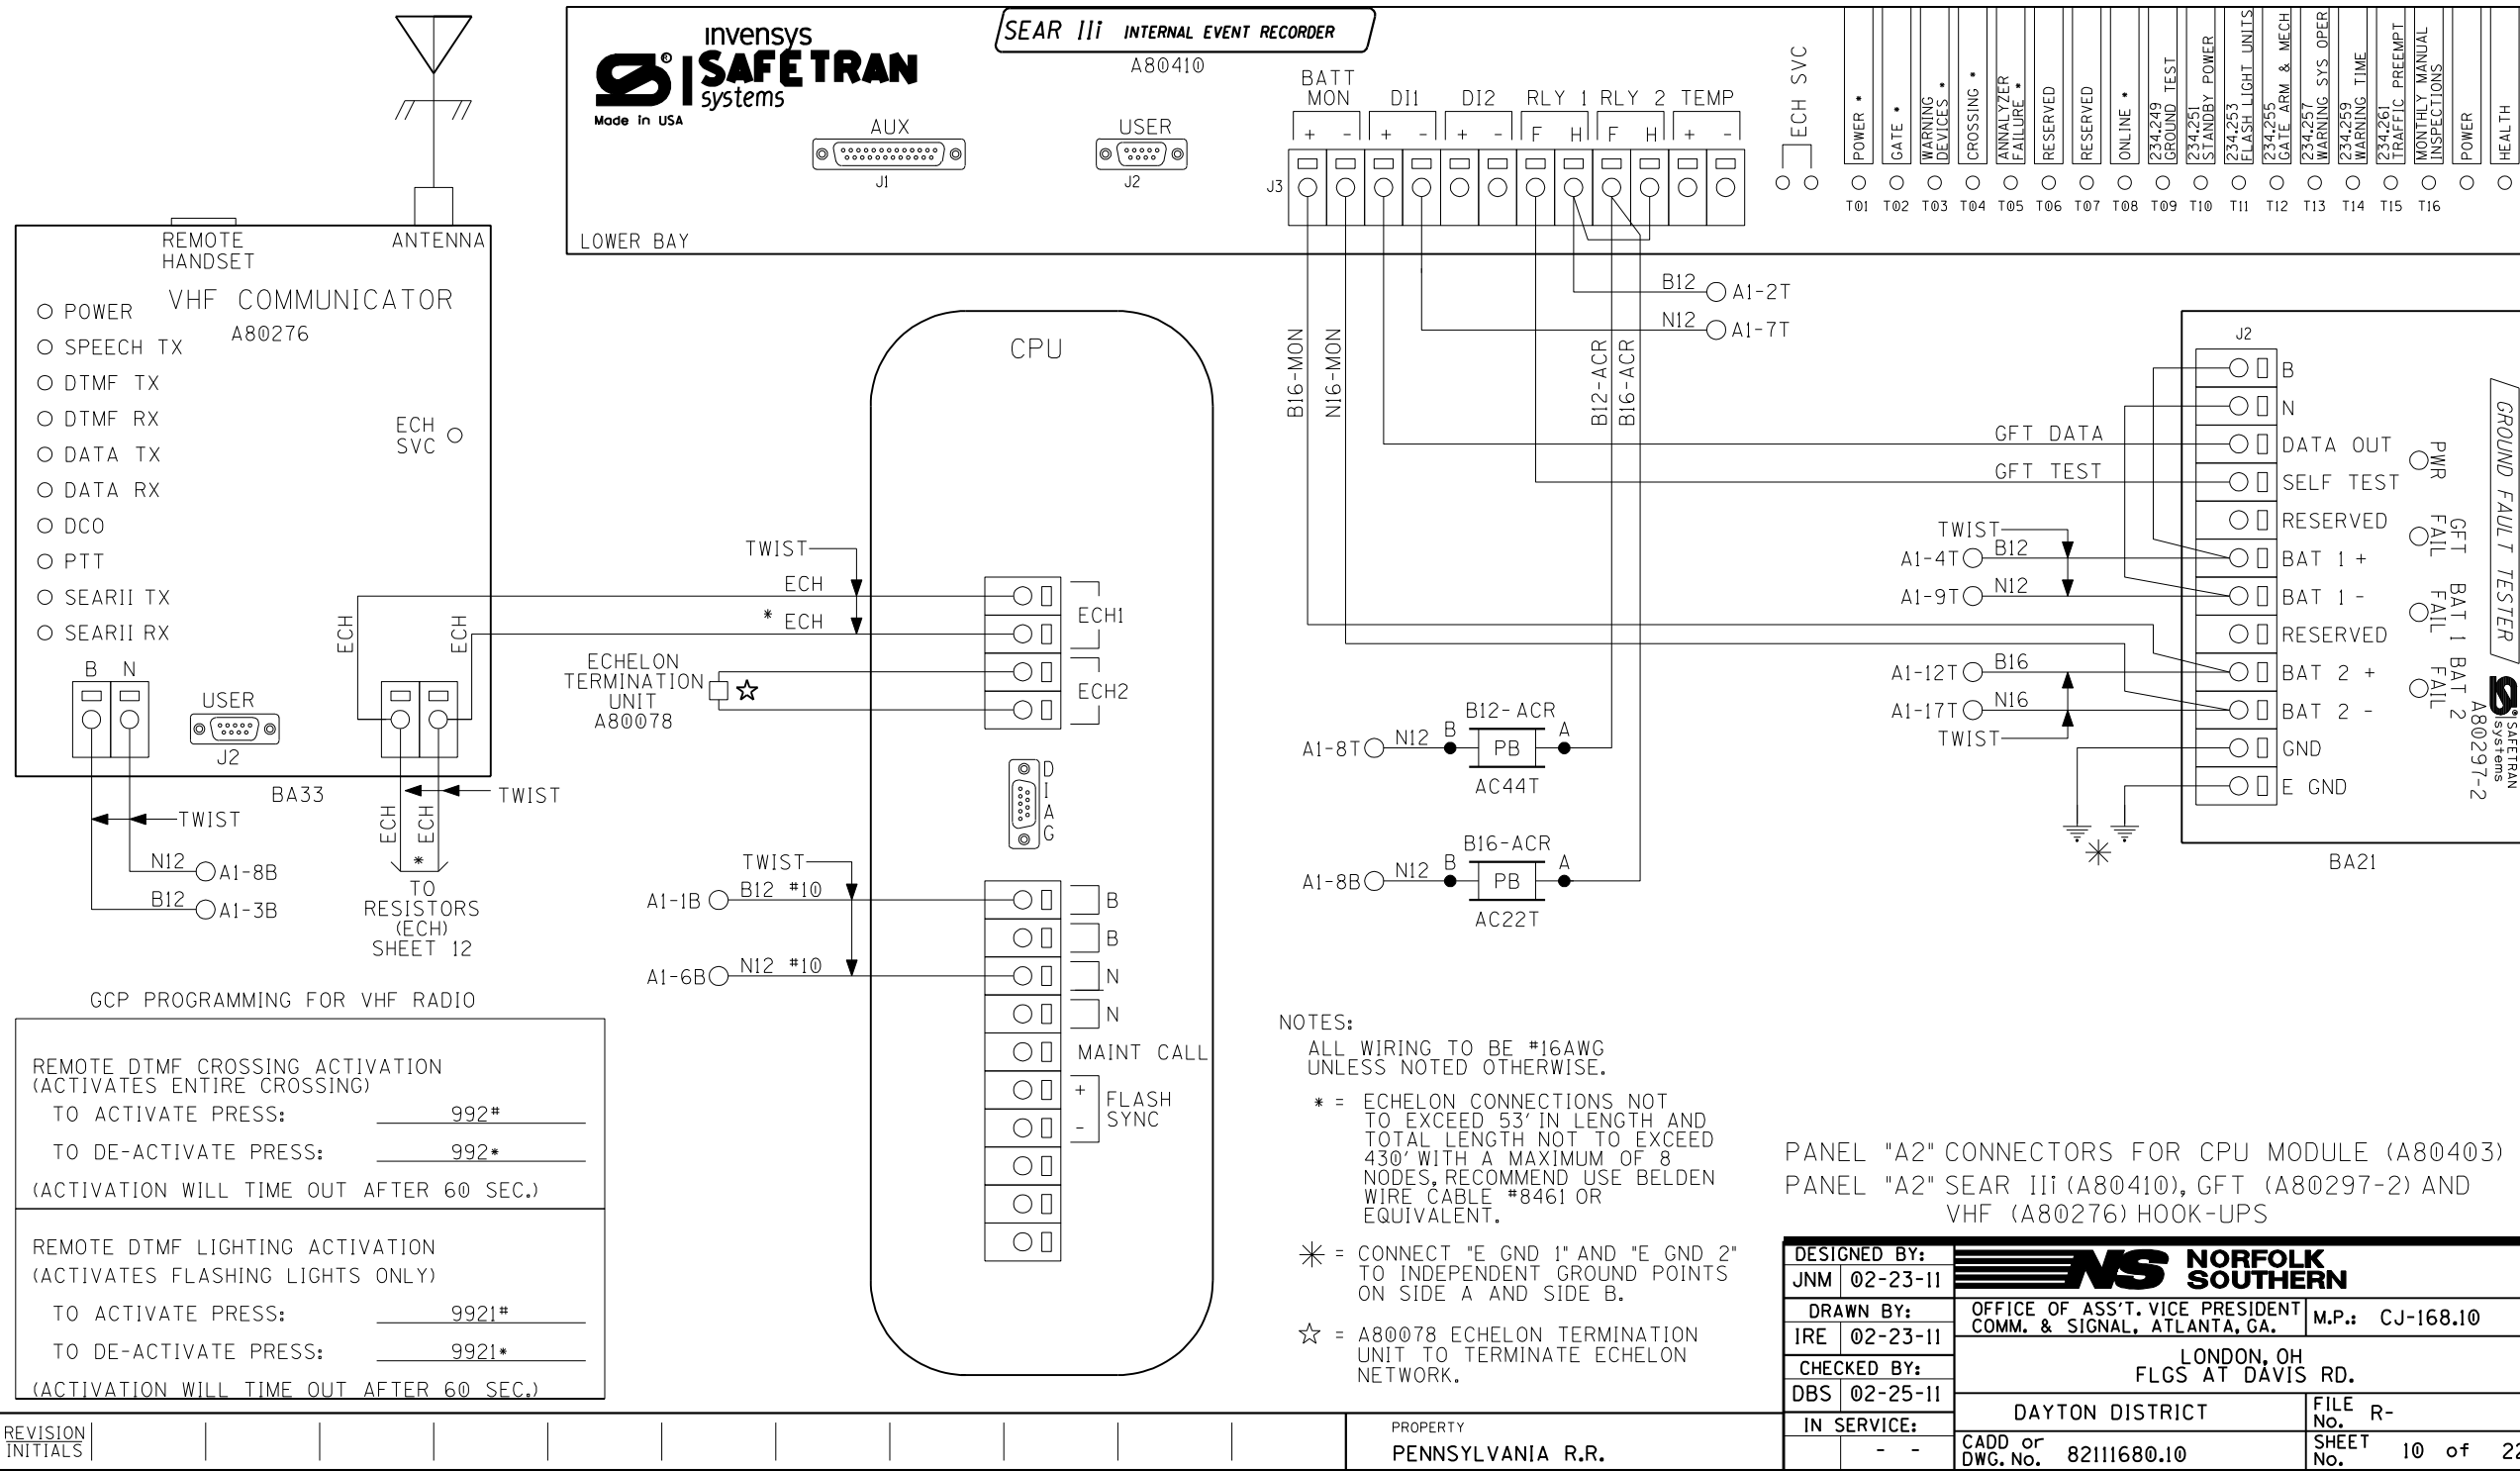 invensys
SAFETRAN
systems
Made in USA
SEAR IIi INTERNAL EVENT RECORDER
A80410
AUX
J1
USER
J2
LOWER BAY
BATT
MON
DI1
DI2
RLY 1
RLY 2
TEMP
+ - + - + - F H F H + -
J3
ECH SVC
POWER *
GATE *
WARNING
DEVICES *
CROSSING *
ANALYZER
FAILURE *
RESERVED
RESERVED
ONLINE *
234.249
GROUND TEST
234.251
STANDBY POWER
234.253
FLASH LIGHT UNITS
234.255
GATE ARM & MECH
234.257
WARNING SYS OPER
234.259
WARNING TIME
234.261
TRAFFIC PREEMPT
MONTHLY MANUAL
INSPECTIONS
POWER
HEALTH
T01 T02 T03 T04 T05 T06 T07 T08 T09 T10 T11 T12 T13 T14 T15 T16
REMOTE
HANDSET
ANTENNA
VHF COMMUNICATOR
A80276
POWER
SPEECH TX
DTMF TX
DTMF RX
DATA TX
DATA RX
DCO
PTT
SEARII TX
SEARII RX
ECH
SVC
B N
USER
J2
ECH
ECH
BA33
TWIST
TWIST
N12 A1-8B
B12 A1-3B
ECH
ECH
*
TO
RESISTORS
(ECH)
SHEET 12
CPU
TWIST
ECH
* ECH
ECH1
ECHELON
TERMINATION
UNIT
A80078
ECH2
DIAG
TWIST
A1-1B B12 #10
A1-6B N12 #10
B
B
N
N
MAINT CALL
+
-
FLASH
SYNC
B12 A1-2T
N12 A1-7T
B16-MON
N16-MON
B12-ACR
B16-ACR
GFT DATA
GFT TEST
TWIST
A1-4T B12
A1-9T N12
A1-12T B16
A1-17T N16
TWIST
B12-ACR
A1-8T N12 B PB A
AC44T
B16-ACR
A1-8B N12 B PB A
AC22T
J2
B
N
DATA OUT
SELF TEST
RESERVED
BAT 1 +
BAT 1 -
RESERVED
BAT 2 +
BAT 2 -
GND
E GND
PWR
GFT
FAIL
BAT 1
FAIL
BAT 2
FAIL
GROUND FAULT TESTER
SAFETRAN
systems
A80297-2
BA21
GCP PROGRAMMING FOR VHF RADIO
REMOTE DTMF CROSSING ACTIVATION
(ACTIVATES ENTIRE CROSSING)
TO ACTIVATE PRESS: 992#
TO DE-ACTIVATE PRESS: 992*
(ACTIVATION WILL TIME OUT AFTER 60 SEC.)
REMOTE DTMF LIGHTING ACTIVATION
(ACTIVATES FLASHING LIGHTS ONLY)
TO ACTIVATE PRESS: 9921#
TO DE-ACTIVATE PRESS: 9921*
(ACTIVATION WILL TIME OUT AFTER 60 SEC.)
NOTES:
ALL WIRING TO BE #16AWG
UNLESS NOTED OTHERWISE.
* = ECHELON CONNECTIONS NOT
TO EXCEED 53' IN LENGTH AND
TOTAL LENGTH NOT TO EXCEED
430' WITH A MAXIMUM OF 8
NODES, RECOMMEND USE BELDEN
WIRE CABLE #8461 OR
EQUIVALENT.
= CONNECT "E GND 1" AND "E GND 2"
TO INDEPENDENT GROUND POINTS
ON SIDE A AND SIDE B.
☆ = A80078 ECHELON TERMINATION
UNIT TO TERMINATE ECHELON
NETWORK.
PANEL "A2" CONNECTORS FOR CPU MODULE (A80403)
PANEL "A2" SEAR IIi (A80410), GFT (A80297-2) AND
VHF (A80276) HOOK-UPS
DESIGNED BY:
JNM 02-23-11
DRAWN BY:
IRE 02-23-11
CHECKED BY:
DBS 02-25-11
IN SERVICE:
- -
NS NORFOLK
SOUTHERN
OFFICE OF ASS'T. VICE PRESIDENT
COMM. & SIGNAL, ATLANTA, GA.
M.P.: CJ-168.10
LONDON, OH
FLGS AT DAVIS RD.
DAYTON DISTRICT
FILE
No. R-
CADD or
DWG. No. 82111680.10
SHEET
No. 10 of 22
REVISION
INITIALS
PROPERTY
PENNSYLVANIA R.R.